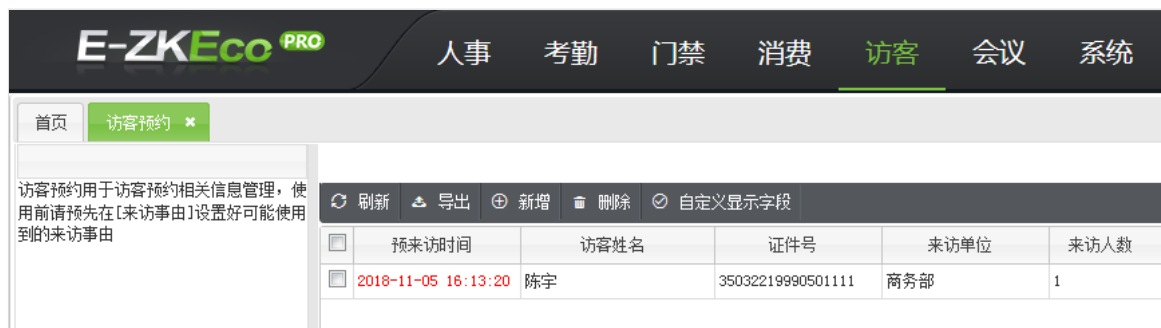 E-ZKEco PRO
人事 考勤 门禁 消费 访客 会议 系统
首页 访客预约 ×
访客预约用于访客预约相关信息管理，使
用前请预先在[来访事由]设置好可能使用
到的来访事由
刷新 导出 新增 删除 自定义显示字段
预来访时间 访客姓名 证件号 来访单位 来访人数
2018-11-05 16:13:20 陈宇 35032219990501111 商务部 1